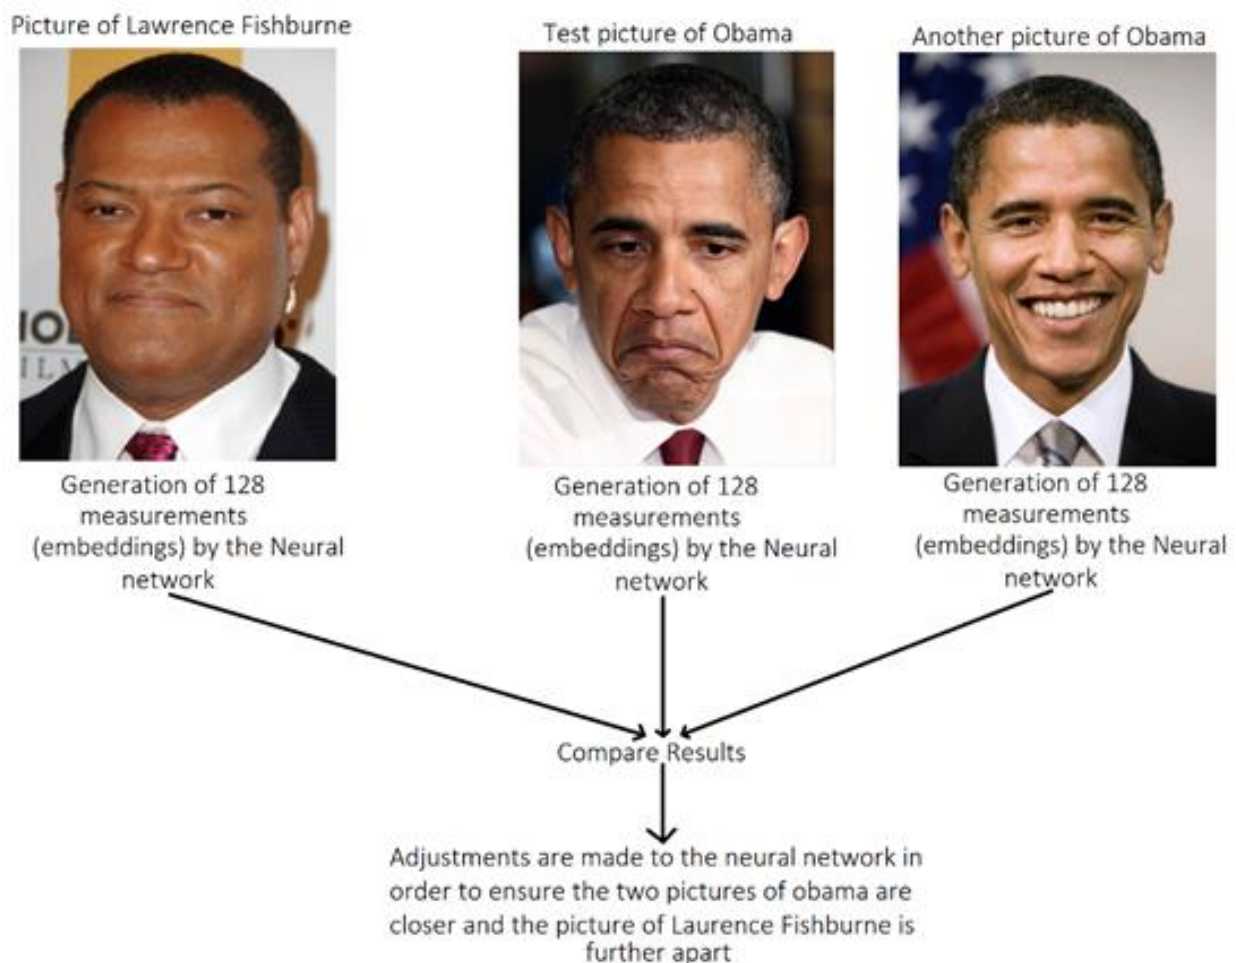 Picture of Lawrence Fishburne
Test picture of Obama
Another picture of Obama
Generation of 128
measurements
(embeddings) by the Neural
network
Generation of 128
measurements
(embeddings) by the Neural
network
Generation of 128
measurements
(embeddings) by the Neural
network
Compare Results
Adjustments are made to the neural network in
order to ensure the two pictures of obama are
closer and the picture of Laurence Fishburne is
further apart